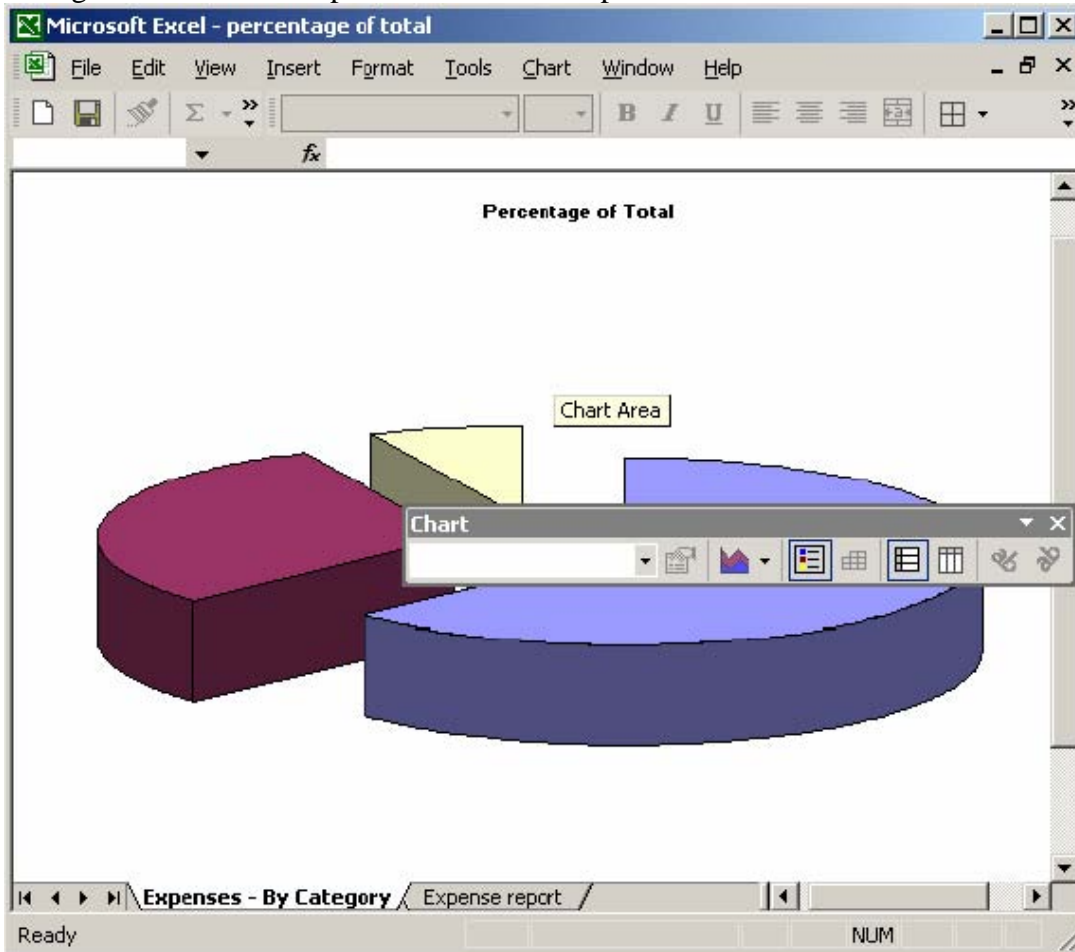 Microsoft Excel - percentage of total
File Edit View Insert Format Tools Chart Window Help
Σ B I U
fx
Percentage of Total
Chart Area
Chart
Expenses - By Category Expense report
Ready NUM